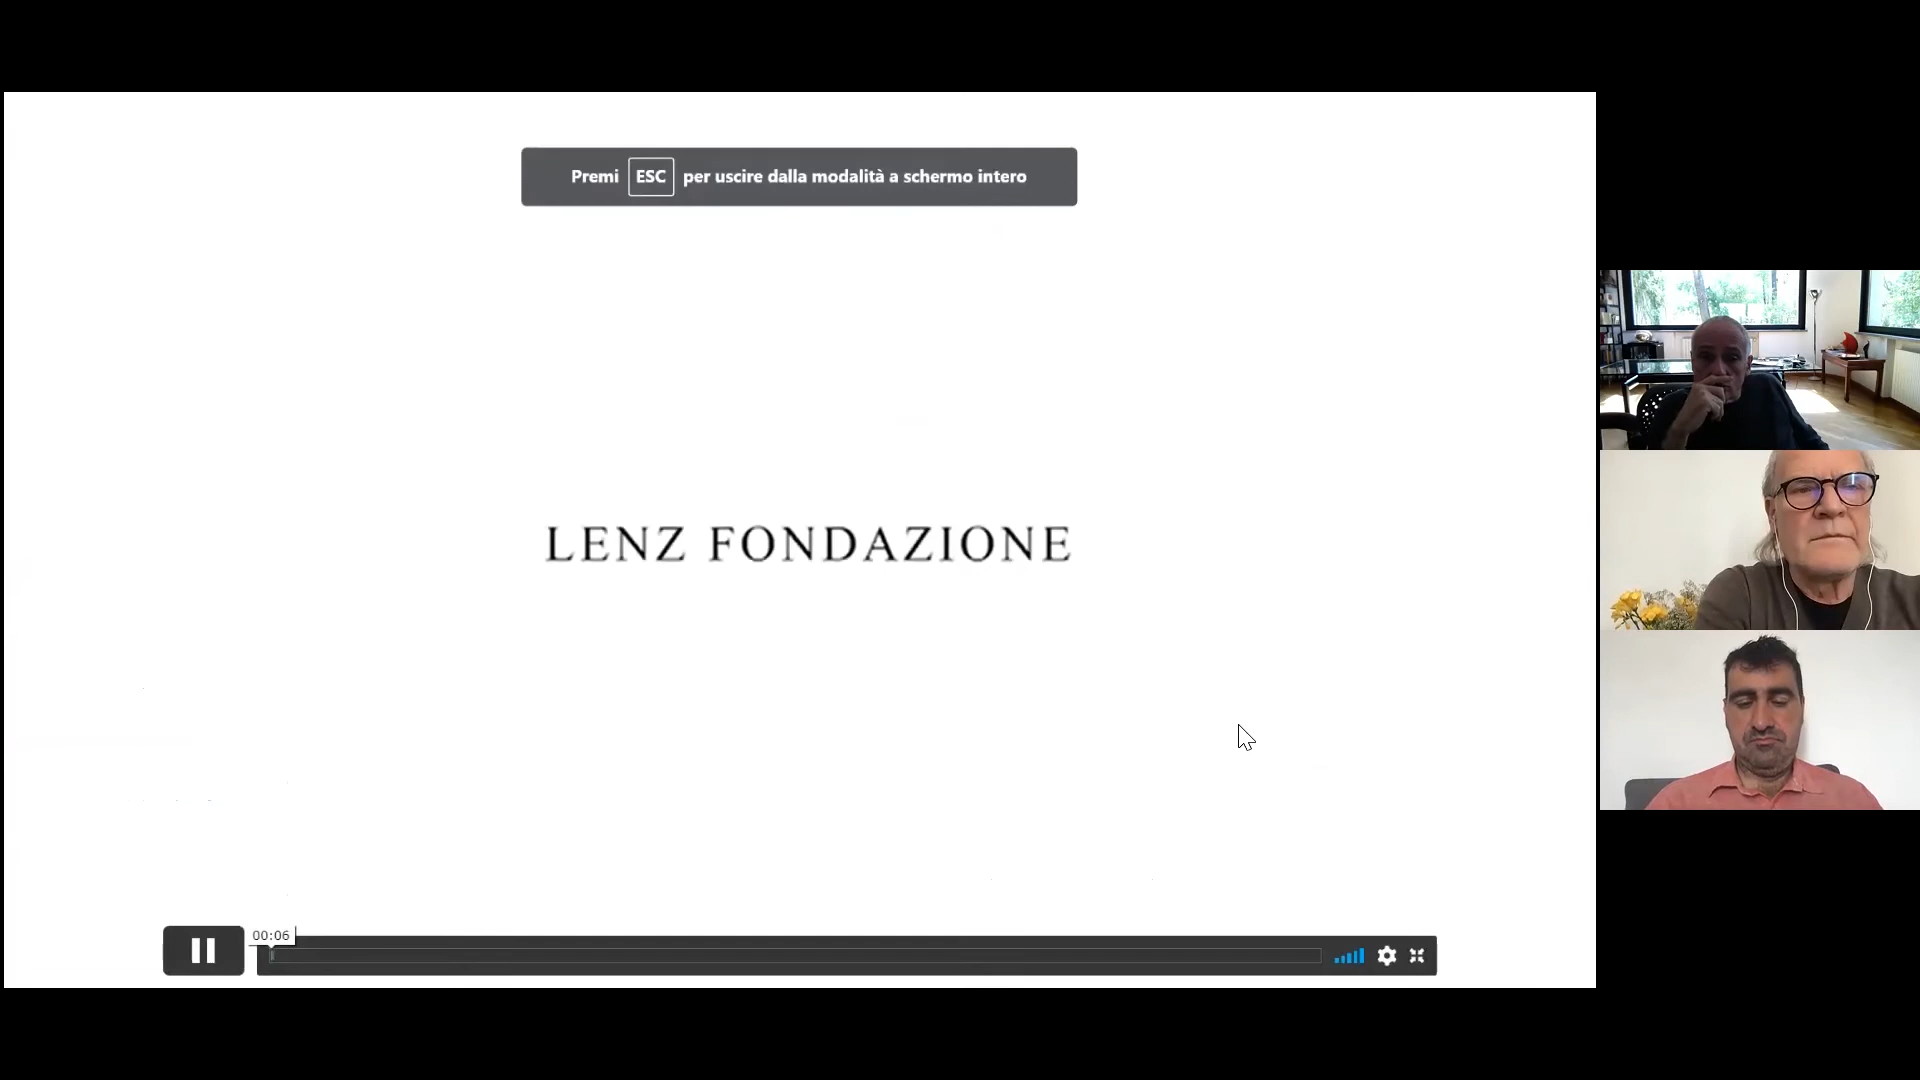 Premi ESC per uscire dalla modalità a schermo intero
LENZ FONDAZIONE
00:06